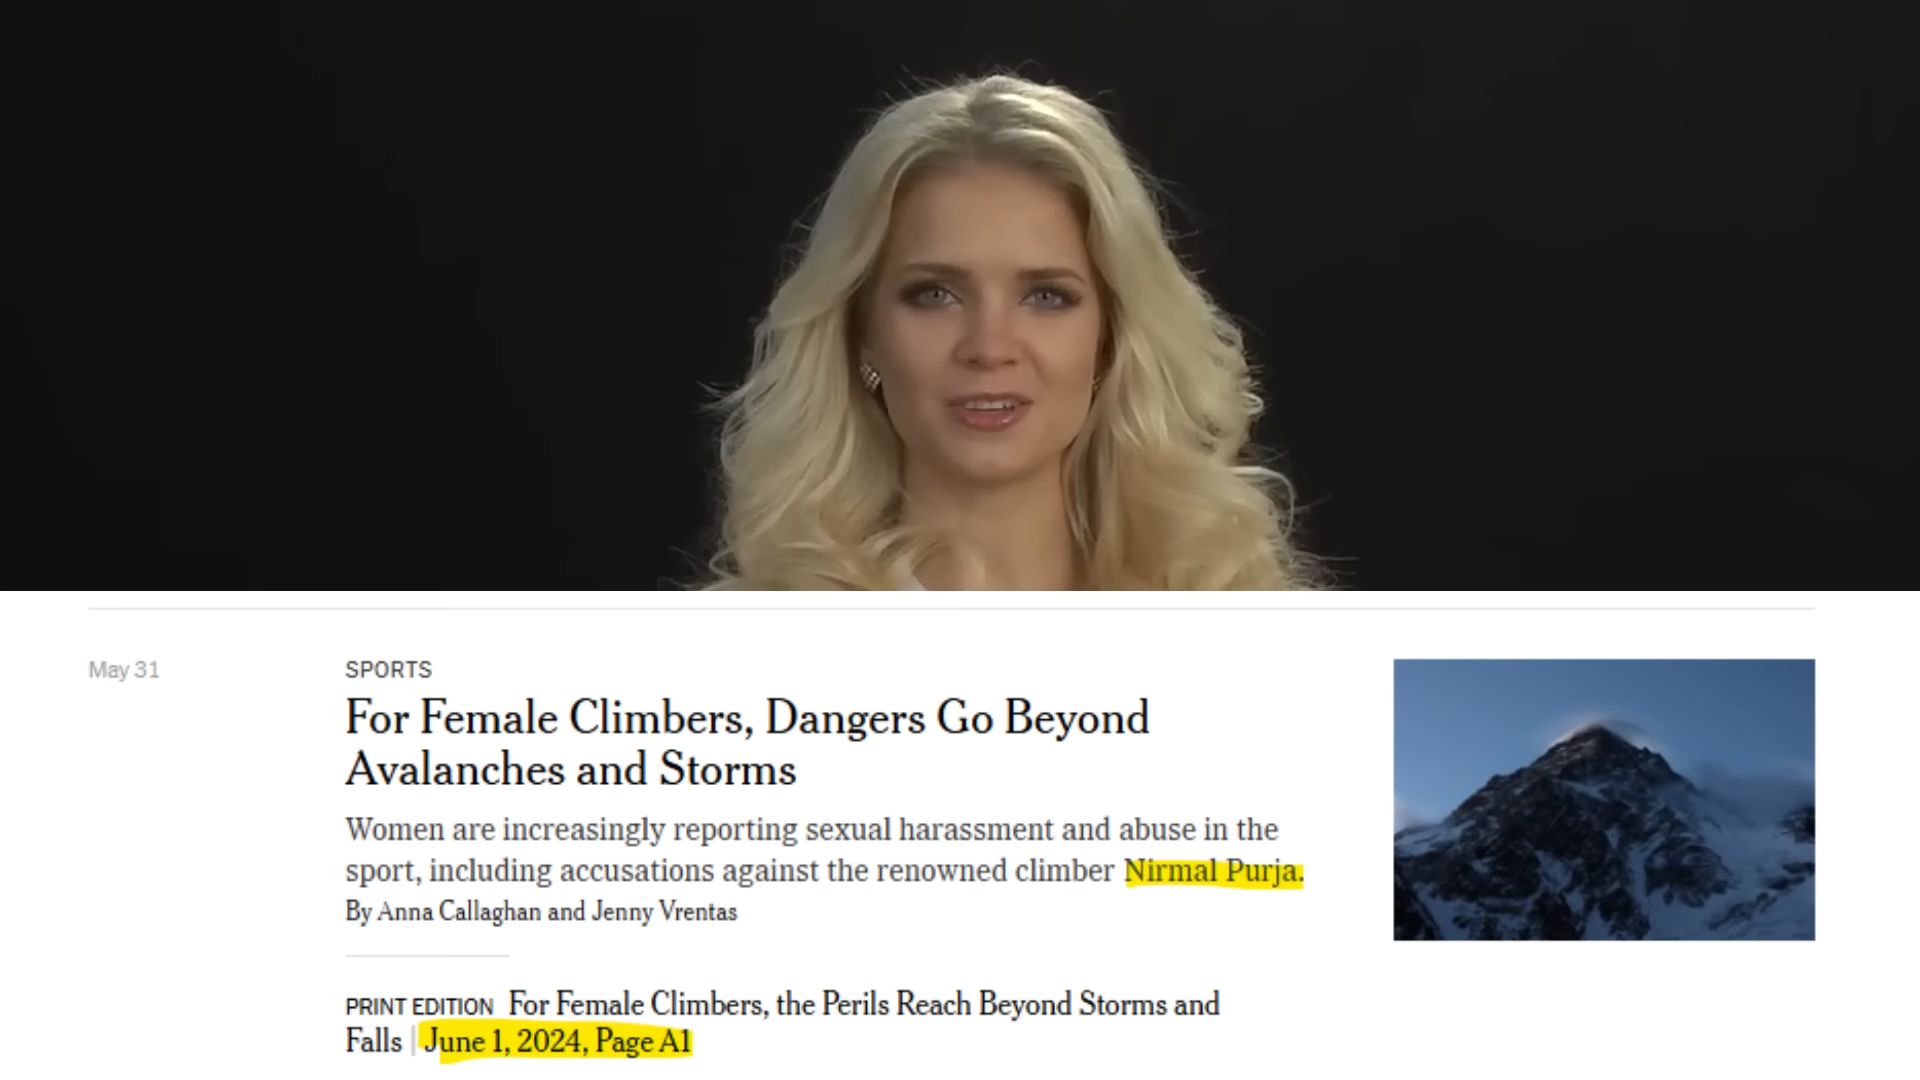 May 31
SPORTS
For Female Climbers, Dangers Go Beyond
Avalanches and Storms
Women are increasingly reporting sexual harassment and abuse in the
sport, including accusations against the renowned climber Nirmal Purja.
By Anna Callaghan and Jenny Vrentas
PRINT EDITION For Female Climbers, the Perils Reach Beyond Storms and
Falls | June 1, 2024, Page A1